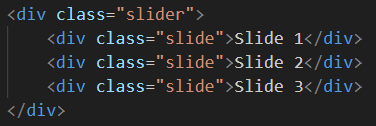 <div class="slider">
    <div class="slide">Slide 1</div>
    <div class="slide">Slide 2</div>
    <div class="slide">Slide 3</div>
</div>